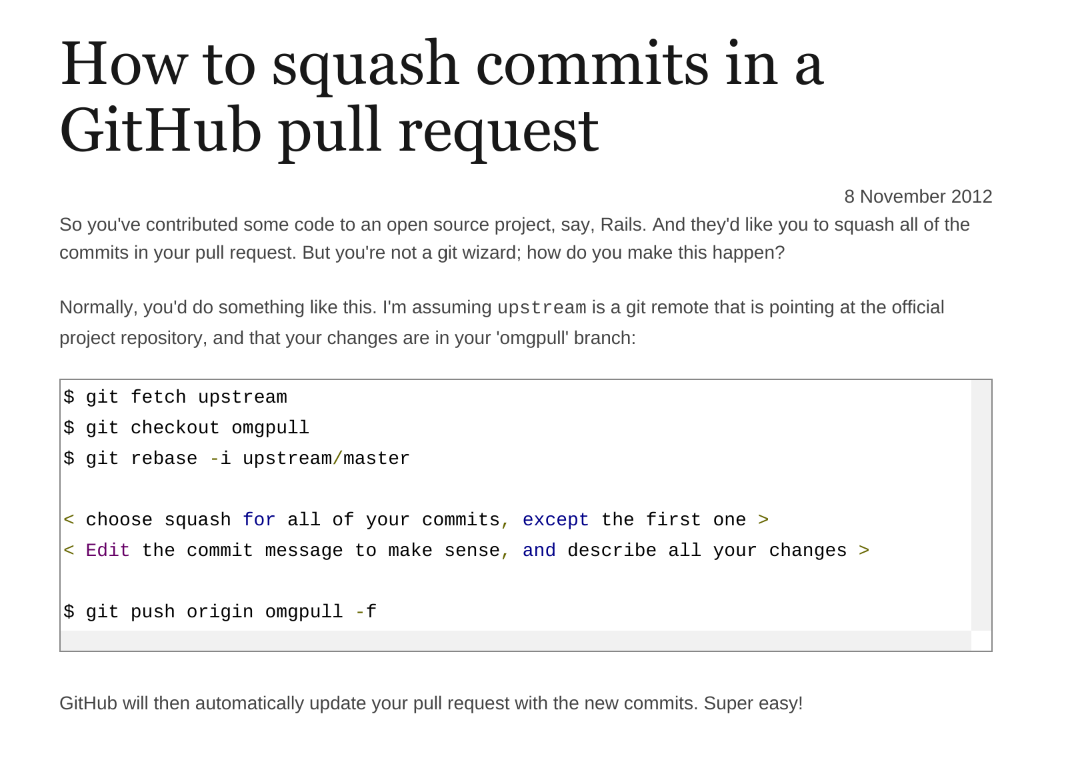 How to squash commits in a
GitHub pull request
8 November 2012
So you've contributed some code to an open source project, say, Rails. And they'd like you to squash all of the
commits in your pull request. But you're not a git wizard; how do you make this happen?
Normally, you'd do something like this. I'm assuming upstream is a git remote that is pointing at the official
project repository, and that your changes are in your 'omgpull' branch:
$ git fetch upstream
$ git checkout omgpull
$ git rebase -i upstream/master
< choose squash for all of your commits, except the first one >
< Edit the commit message to make sense, and describe all your changes >
$ git push origin omgpull -f
GitHub will then automatically update your pull request with the new commits. Super easy!